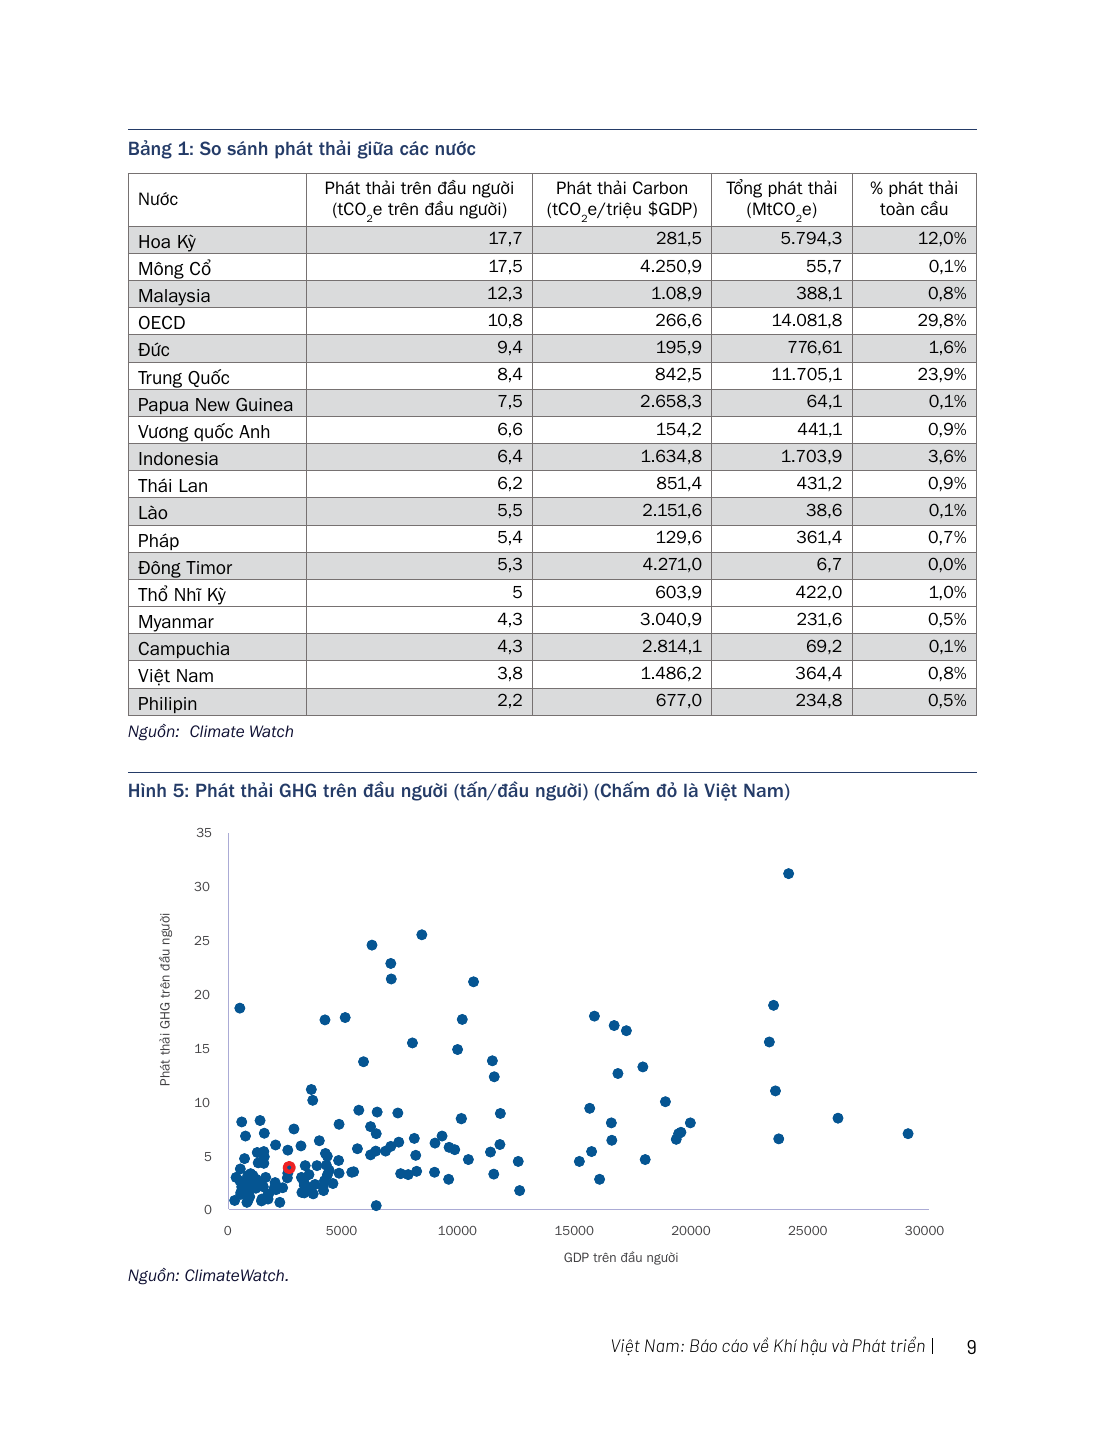 Bảng 1: So sánh phát thải giữa các nước
Nước | Phát thải trên đầu người (tCO2e trên đầu người) | Phát thải Carbon (tCO2e/triệu $GDP) | Tổng phát thải (MtCO2e) | % phát thải toàn cầu
Hoa Kỳ 17,7 281,5 5.794,3 12,0%
Mông Cổ 17,5 4.250,9 55,7 0,1%
Malaysia 12,3 1.08,9 388,1 0,8%
OECD 10,8 266,6 14.081,8 29,8%
Đức 9,4 195,9 776,61 1,6%
Trung Quốc 8,4 842,5 11.705,1 23,9%
Papua New Guinea 7,5 2.658,3 64,1 0,1%
Vương quốc Anh 6,6 154,2 441,1 0,9%
Indonesia 6,4 1.634,8 1.703,9 3,6%
Thái Lan 6,2 851,4 431,2 0,9%
Lào 5,5 2.151,6 38,6 0,1%
Pháp 5,4 129,6 361,4 0,7%
Đông Timor 5,3 4.271,0 6,7 0,0%
Thổ Nhĩ Kỳ 5 603,9 422,0 1,0%
Myanmar 4,3 3.040,9 231,6 0,5%
Campuchia 4,3 2.814,1 69,2 0,1%
Việt Nam 3,8 1.486,2 364,4 0,8%
Philipin 2,2 677,0 234,8 0,5%
Nguồn: Climate Watch
Hình 5: Phát thải GHG trên đầu người (tấn/đầu người) (Chấm đỏ là Việt Nam)
Phát thải GHG trên đầu người
35
30
25
20
15
10
5
0
0 5000 10000 15000 20000 25000 30000
GDP trên đầu người
Nguồn: ClimateWatch.
Việt Nam: Báo cáo về Khí hậu và Phát triển | 9